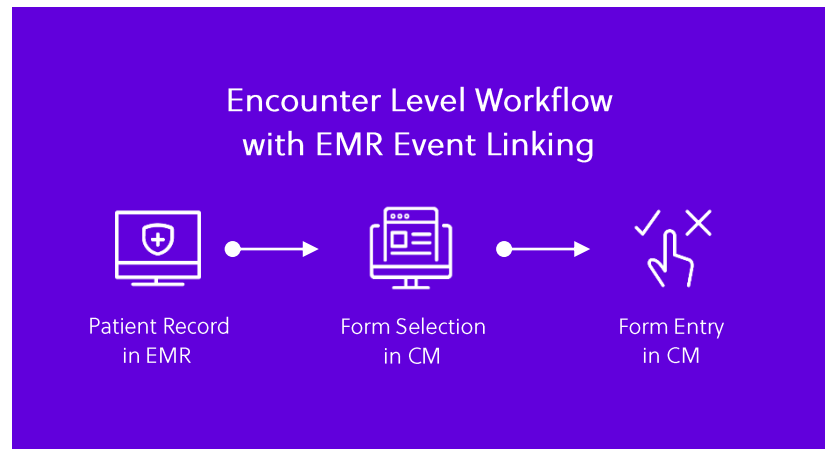 Encounter Level Workflow
with EMR Event Linking
Patient Record
in EMR
Form Selection
in CM
Form Entry
in CM